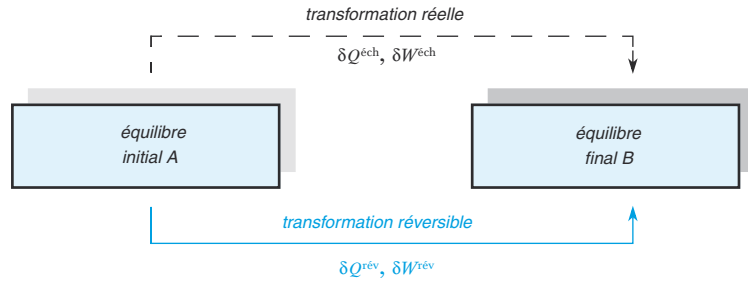 transformation réelle
δQéch, δWéch
équilibre
initial A
équilibre
final B
transformation réversible
δQrév, δWrév